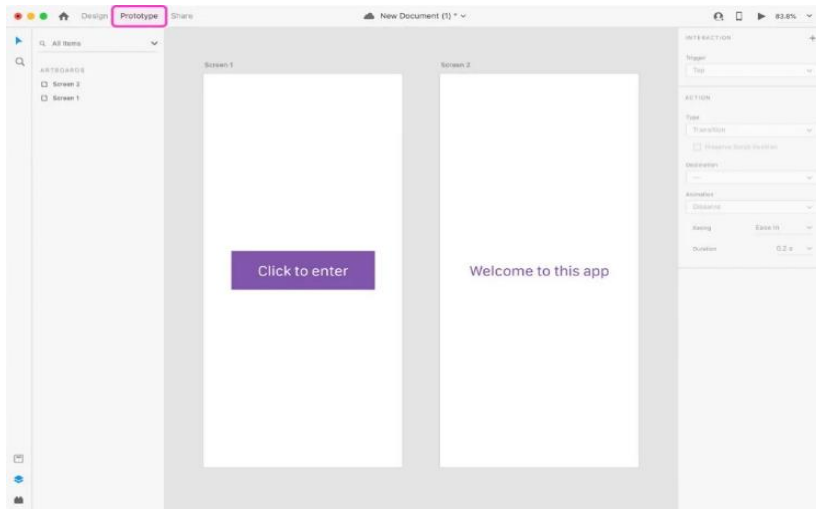 Design Prototype Share
New Document (1) *
83.8%
All Items
ARTBOARDS
Screen 2
Screen 1
Screen 1
Click to enter
Screen 2
Welcome to this app
INTERACTION
Trigger
Tap
ACTION
Type
Transition
Preserve Scroll Position
Destination
Animation
Dissolve
Easing Ease In
Duration 0.2 s